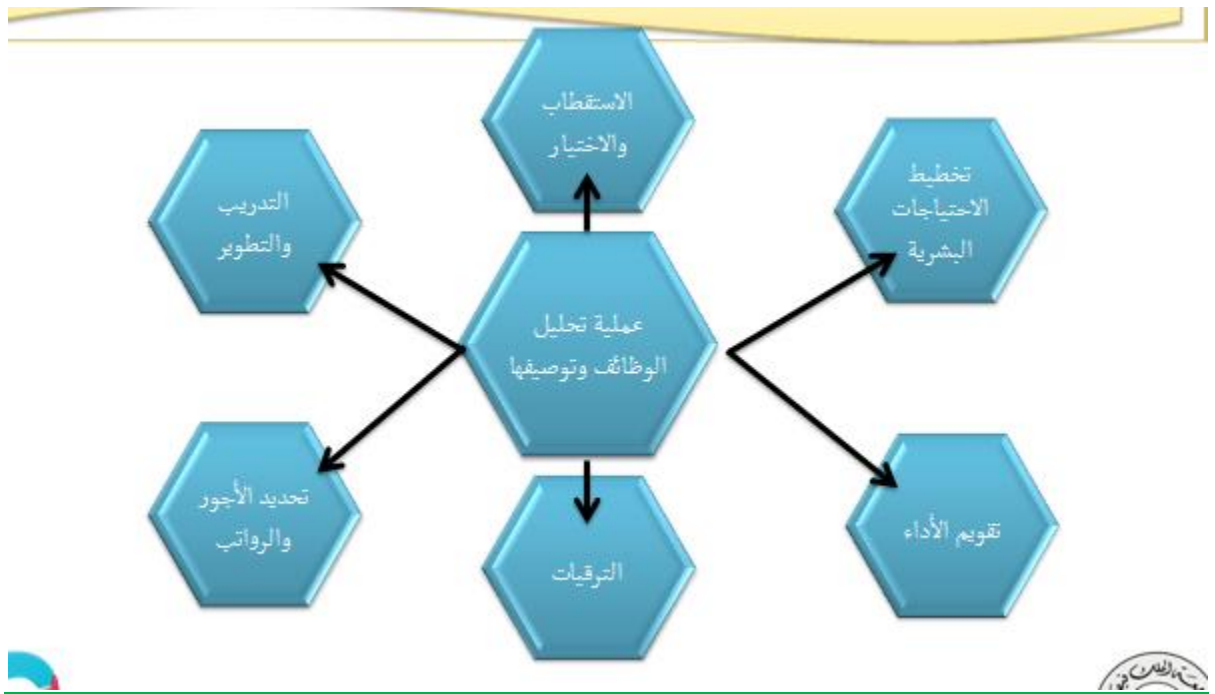 الاستقطاب
والاختيار
تخطيط
الاحتياجات
البشرية
التدريب
والتطوير
عملية تحليل
الوظائف وتوصيفها
تحديد الأجور
والرواتب
تقويم الأداء
الترقيات